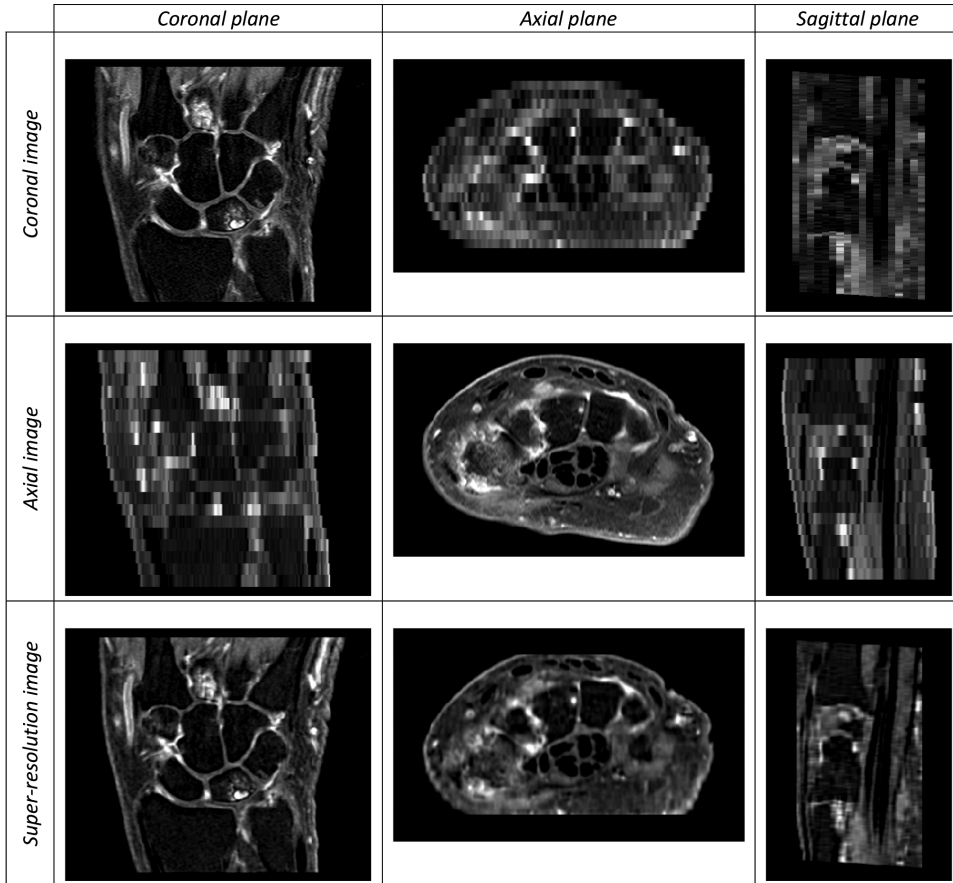 Coronal plane
Axial plane
Sagittal plane
Coronal image
Axial image
Super-resolution image